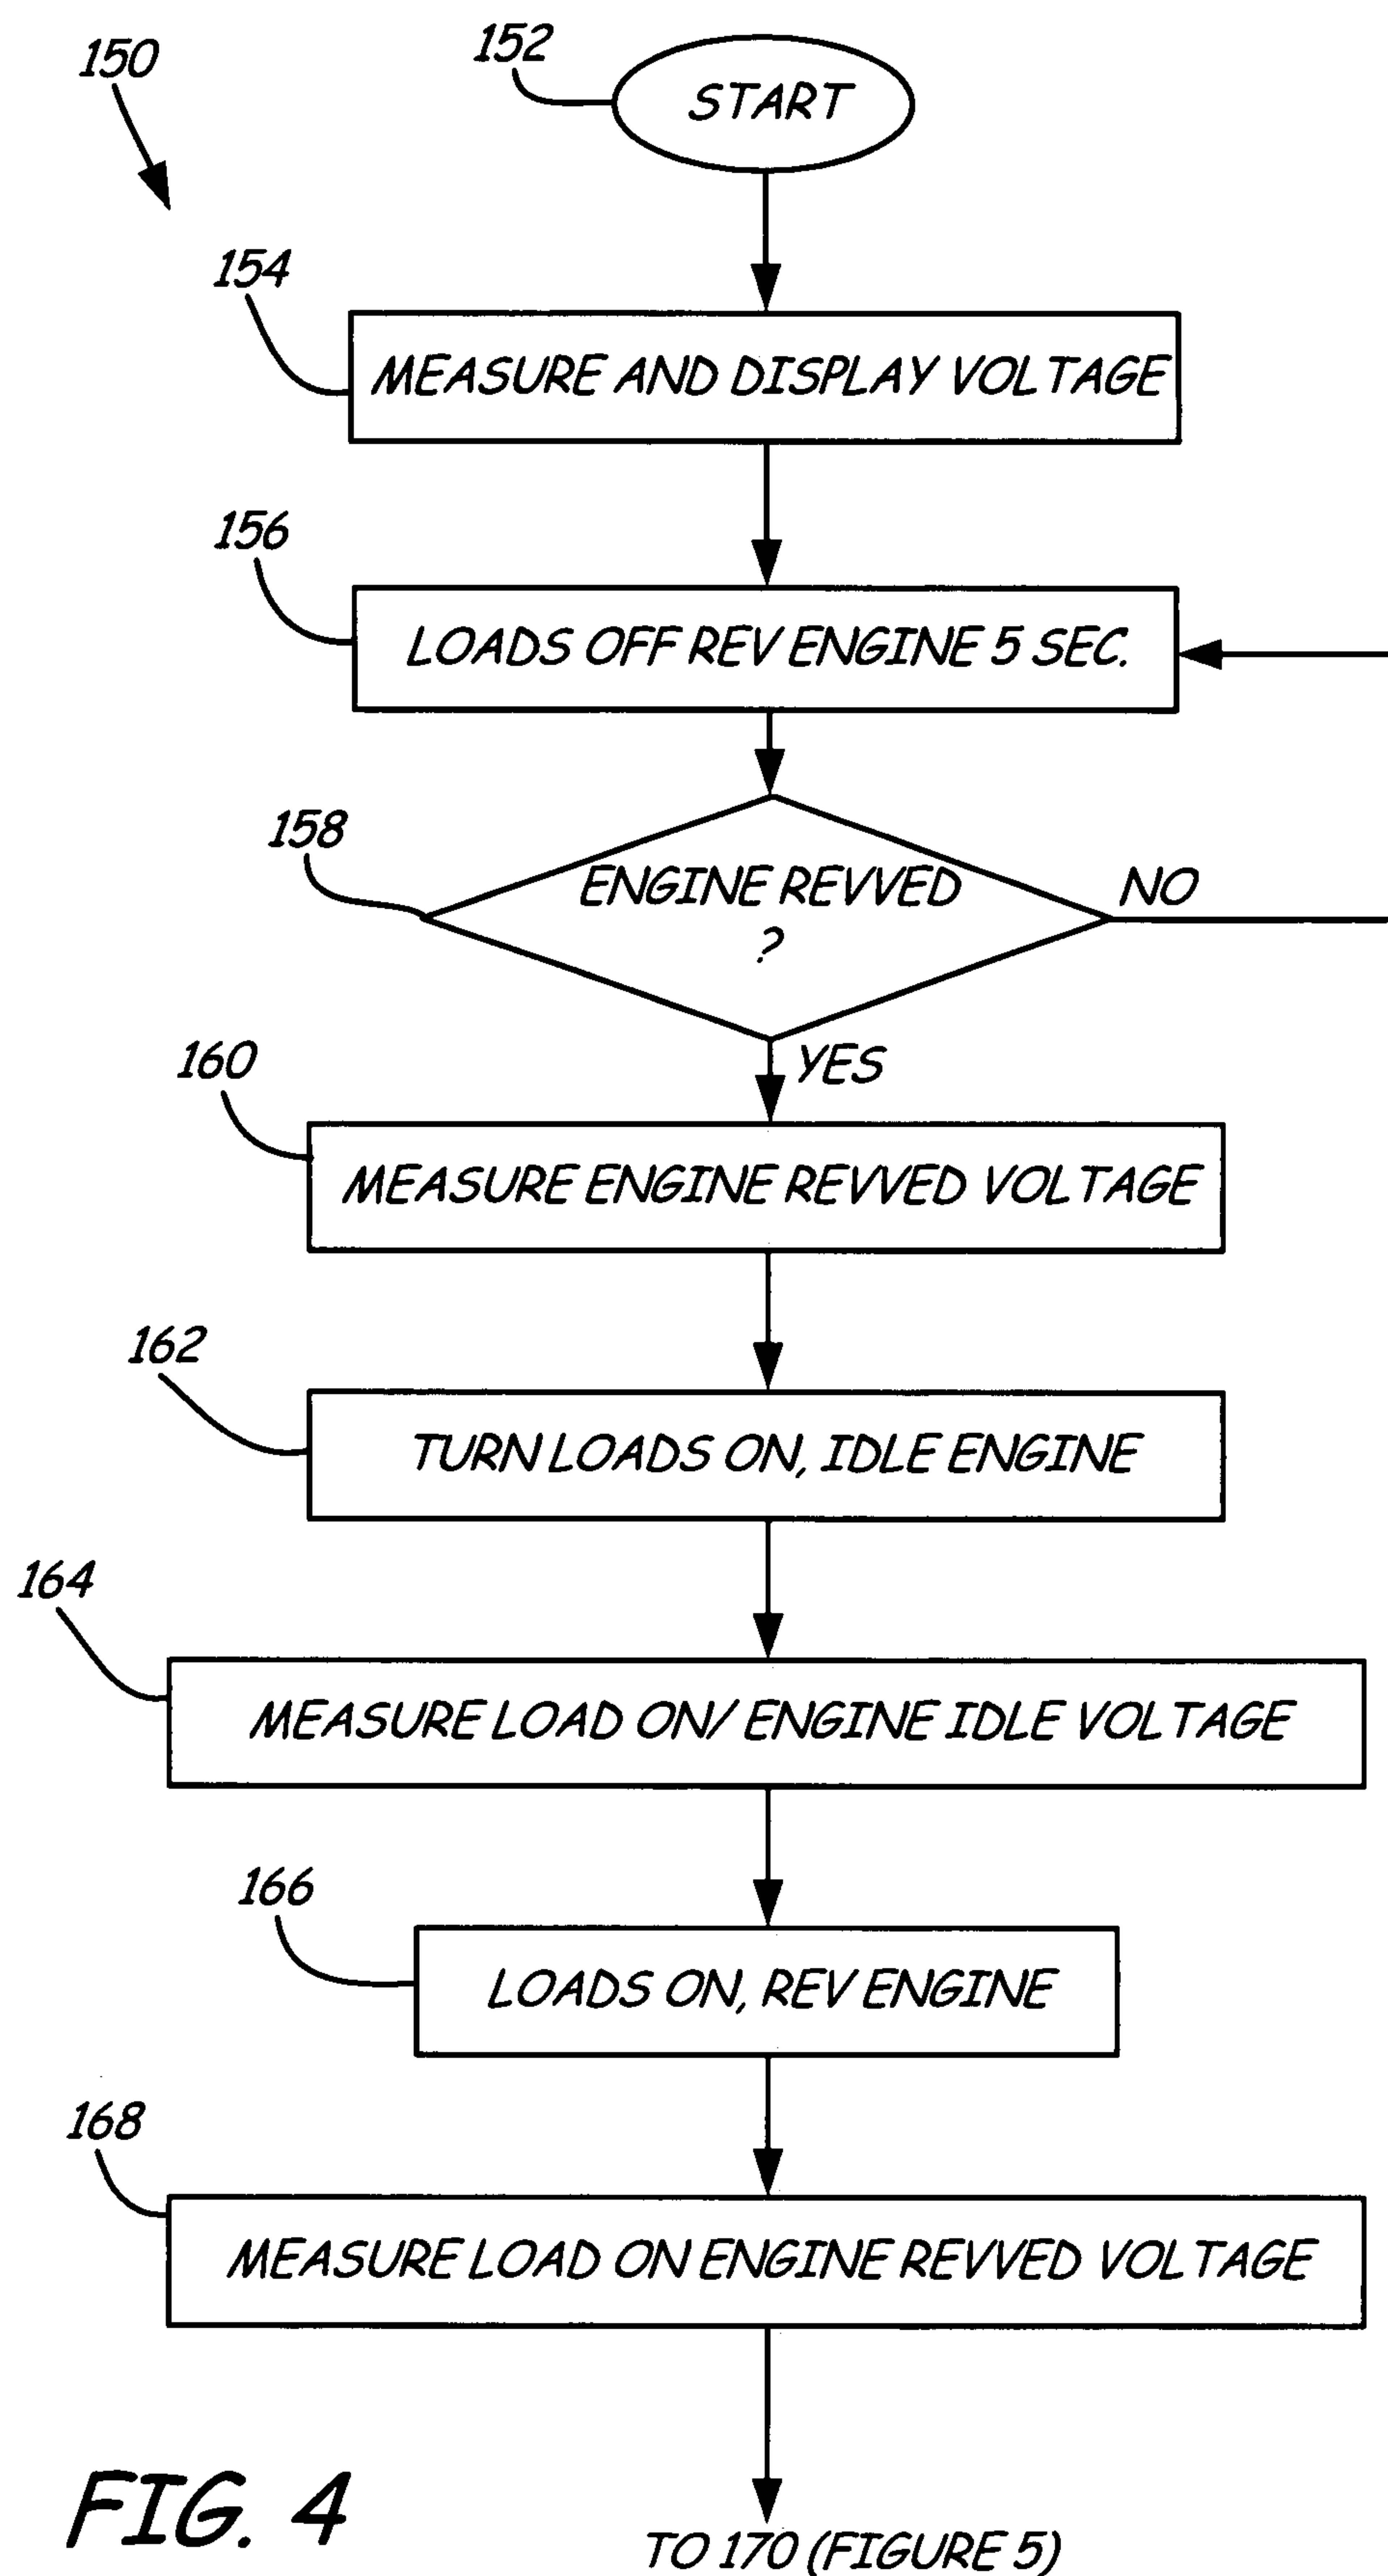 150
152
START
154
MEASURE AND DISPLAY VOLTAGE
156
LOADS OFF REV ENGINE 5 SEC.
158
ENGINE REVVED
?
NO
YES
160
MEASURE ENGINE REVVED VOLTAGE
162
TURN LOADS ON, IDLE ENGINE
164
MEASURE LOAD ON/ ENGINE IDLE VOLTAGE
166
LOADS ON, REV ENGINE
168
MEASURE LOAD ON ENGINE REVVED VOLTAGE
FIG. 4
TO 170 (FIGURE 5)